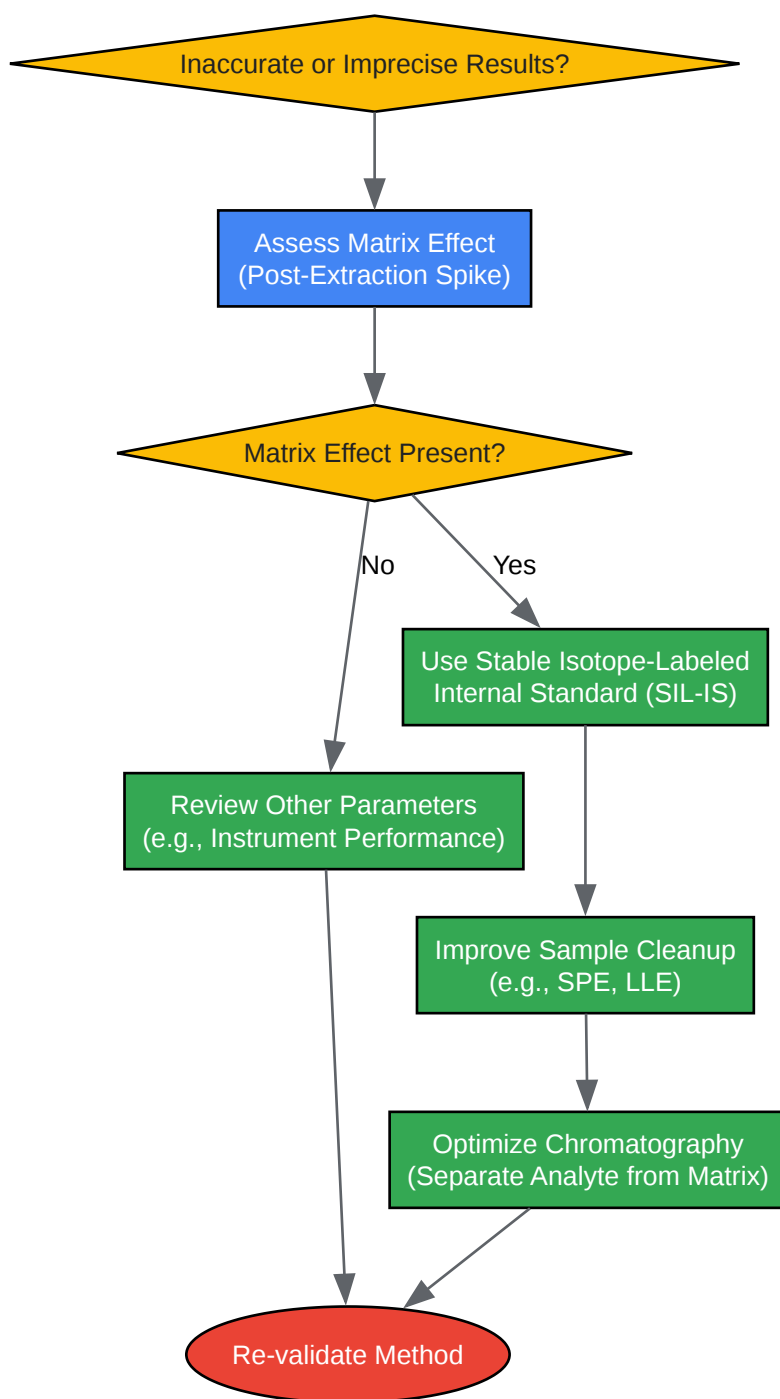 Inaccurate or Imprecise Results?
Assess Matrix Effect
(Post-Extraction Spike)
Matrix Effect Present?
No
Yes
Use Stable Isotope-Labeled
Internal Standard (SIL-IS)
Review Other Parameters
(e.g., Instrument Performance)
Improve Sample Cleanup
(e.g., SPE, LLE)
Optimize Chromatography
(Separate Analyte from Matrix)
Re-validate Method